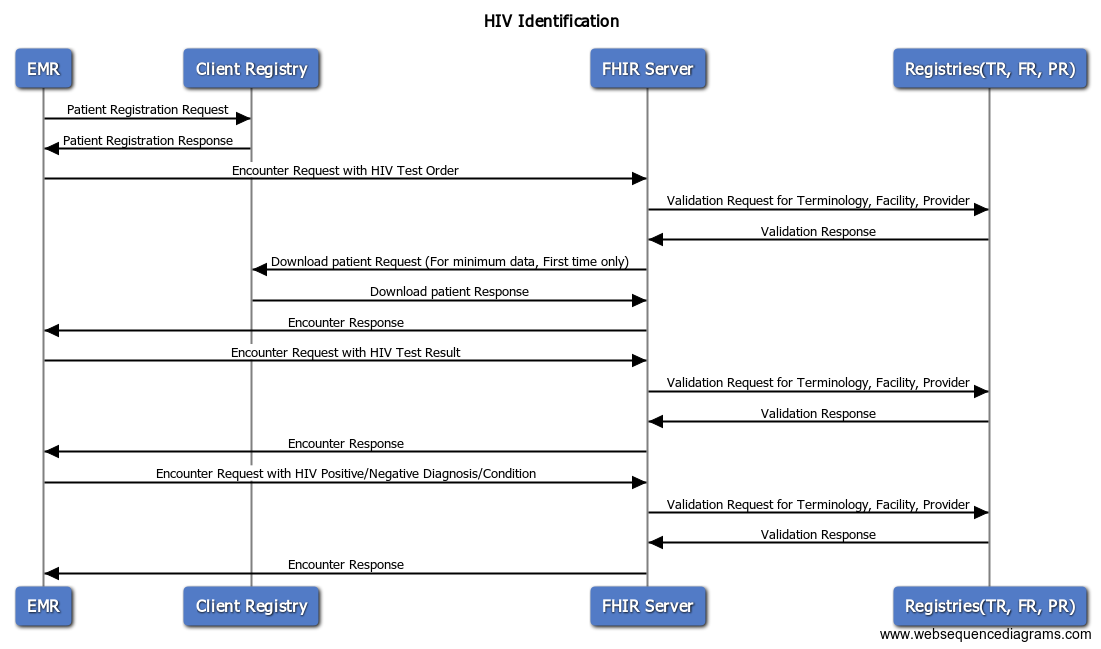 HIV Identification
EMR
Client Registry
FHIR Server
Registries(TR, FR, PR)
Patient Registration Request
Patient Registration Response
Encounter Request with HIV Test Order
Validation Request for Terminology, Facility, Provider
Validation Response
Download patient Request (For minimum data, First time only)
Download patient Response
Encounter Response
Encounter Request with HIV Test Result
Validation Request for Terminology, Facility, Provider
Validation Response
Encounter Response
Encounter Request with HIV Positive/Negative Diagnosis/Condition
Validation Request for Terminology, Facility, Provider
Validation Response
Encounter Response
EMR
Client Registry
FHIR Server
Registries(TR, FR, PR)
www.websequencediagrams.com